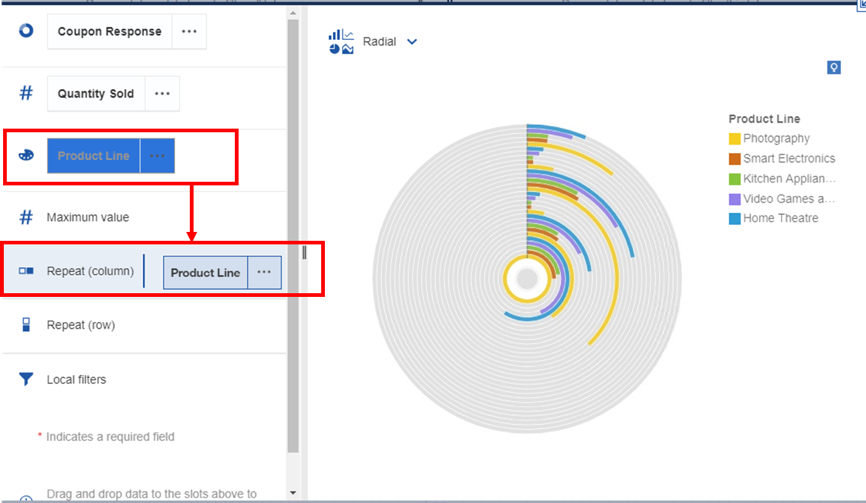 Coupon Response
Quantity Sold
Product Line
Maximum value
Repeat (column)
Product Line
Repeat (row)
Local filters
* Indicates a required field
Drag and drop data to the slots above to
Radial
Product Line
Photography
Smart Electronics
Kitchen Applian...
Video Games a...
Home Theatre